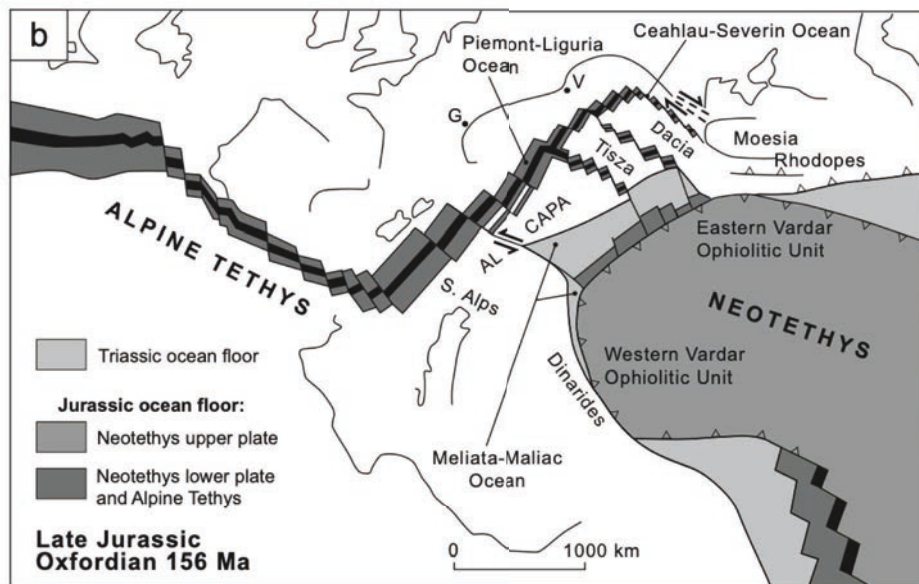 b
Piemont-Liguria
Ocean
Ceahlau-Severin Ocean
V
G
Dacia
Moesia
Rhodopes
Tisza
CAPA
AL
ALPINE TETHYS
S. Alps
Eastern Vardar
Ophiolitic Unit
NEOTETHYS
Western Vardar
Ophiolitic Unit
Dinarides
Meliata-Maliac
Ocean
Triassic ocean floor
Jurassic ocean floor:
Neotethys upper plate
Neotethys lower plate
and Alpine Tethys
Late Jurassic
Oxfordian 156 Ma
0 1000 km